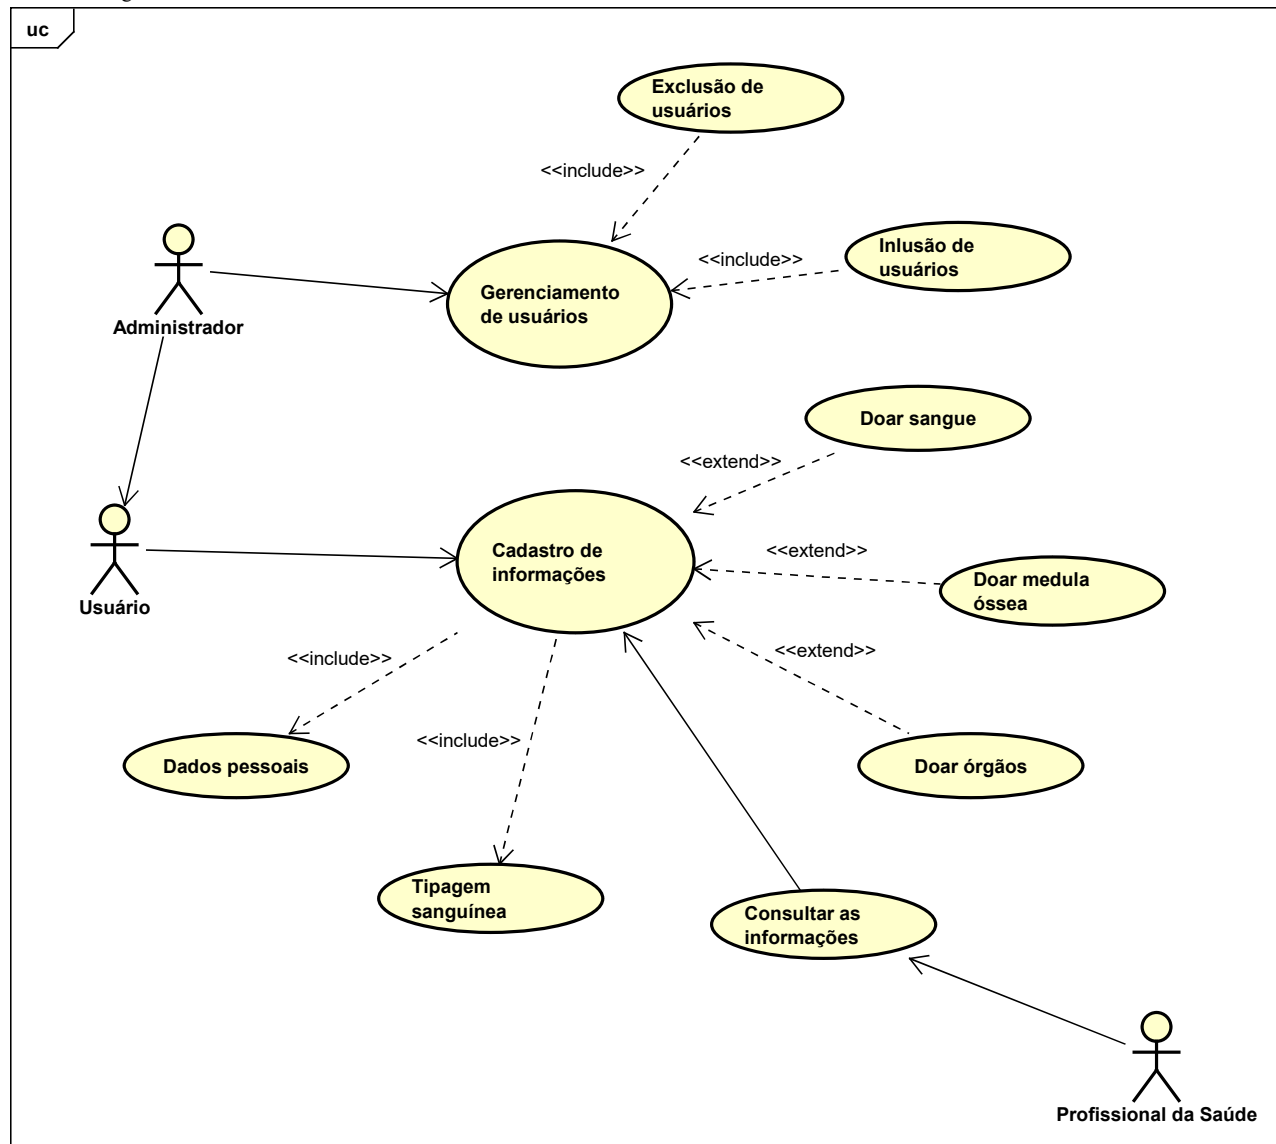 uc
Exclusão de
usuários
<<include>>
Inlusão de
usuários
<<include>>
Gerenciamento
de usuários
Administrador
Doar sangue
<<extend>>
Cadastro de
informações
<<extend>>
Doar medula
óssea
Usuário
<<include>>
<<extend>>
<<include>>
Dados pessoais
Doar órgãos
Tipagem
sanguínea
Consultar as
informações
Profissional da Saúde